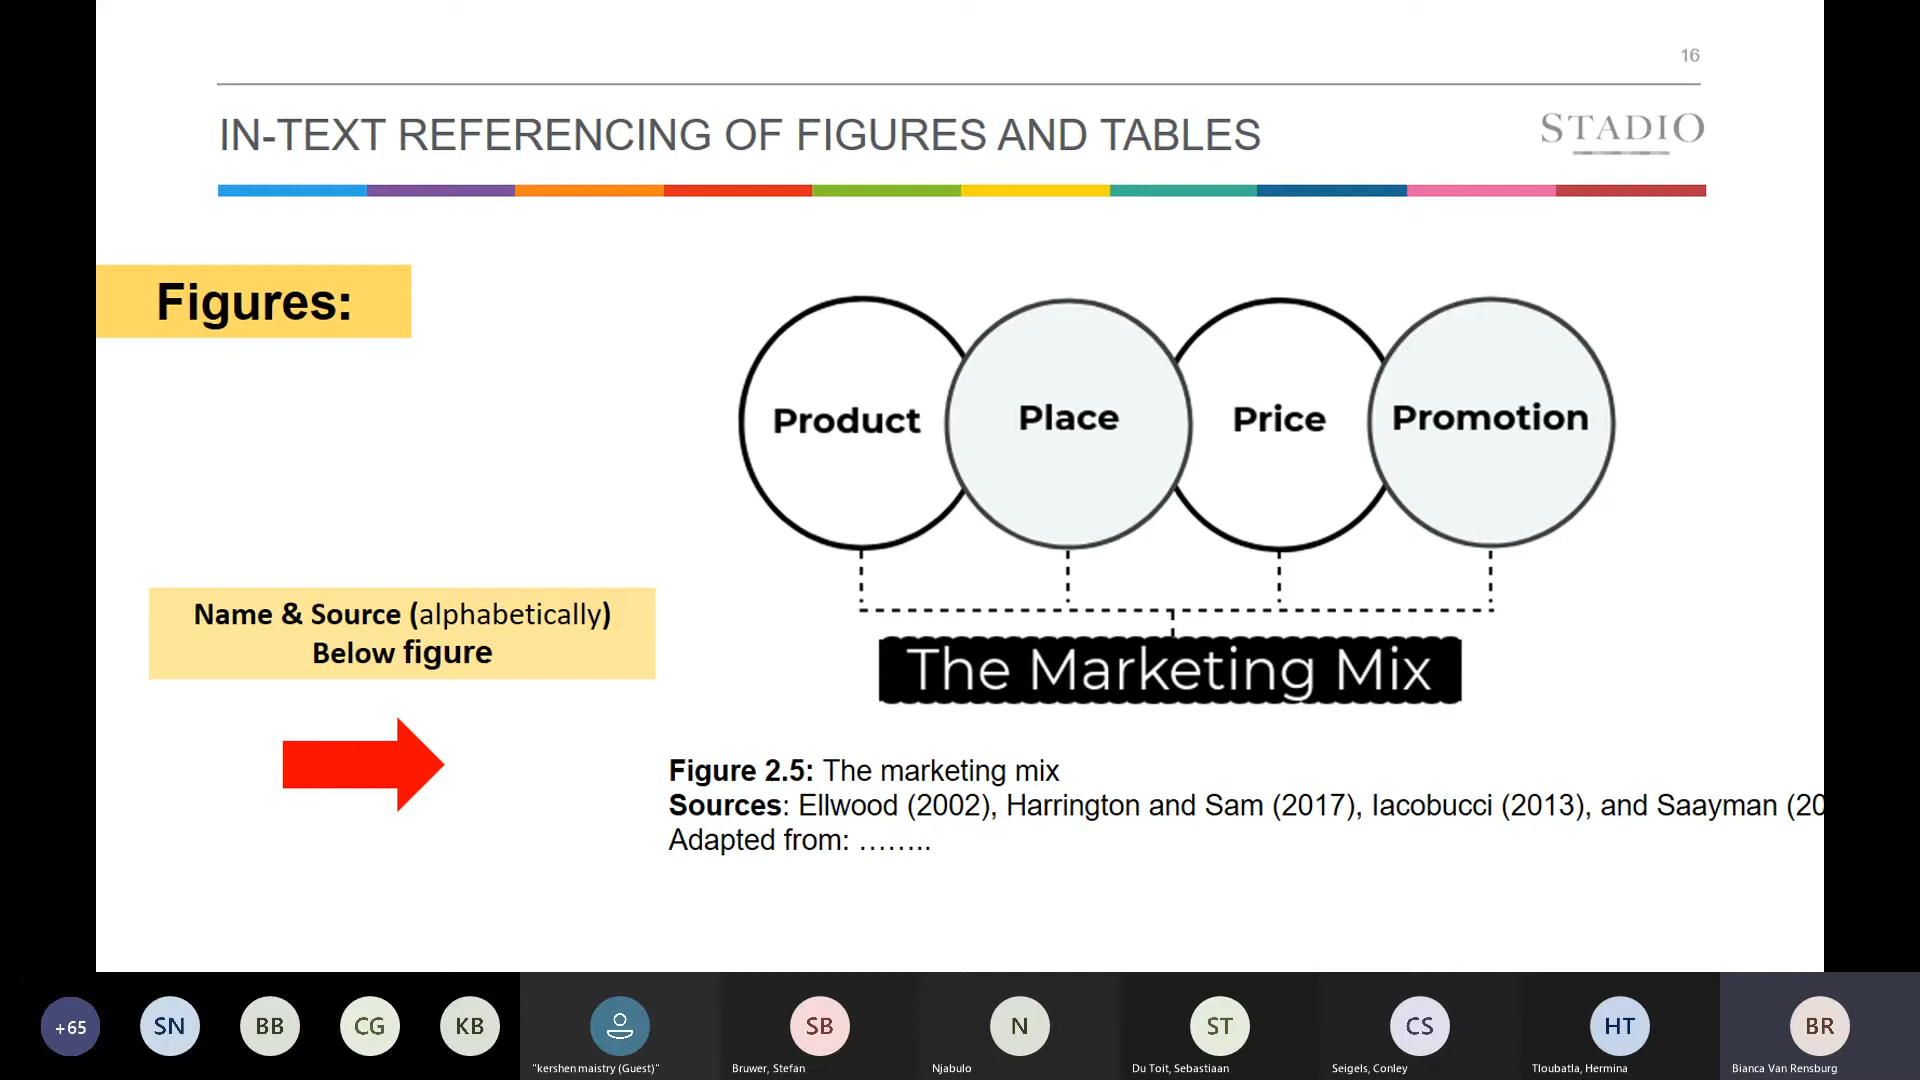 16
IN-TEXT REFERENCING OF FIGURES AND TABLES
STADIO
Figures:
Product Place Price Promotion
Name & Source (alphabetically)
Below figure
The Marketing Mix
Figure 2.5: The marketing mix
Sources: Ellwood (2002), Harrington and Sam (2017), Iacobucci (2013), and Saayman (20
Adapted from: ……..
+65 SN BB CG KB SB N ST CS HT BR
"kershen maistry (Guest)" Bruwer, Stefan Njabulo Du Toit, Sebastiaan Seigels, Conley Tloubatla, Hermina Bianca Van Rensburg